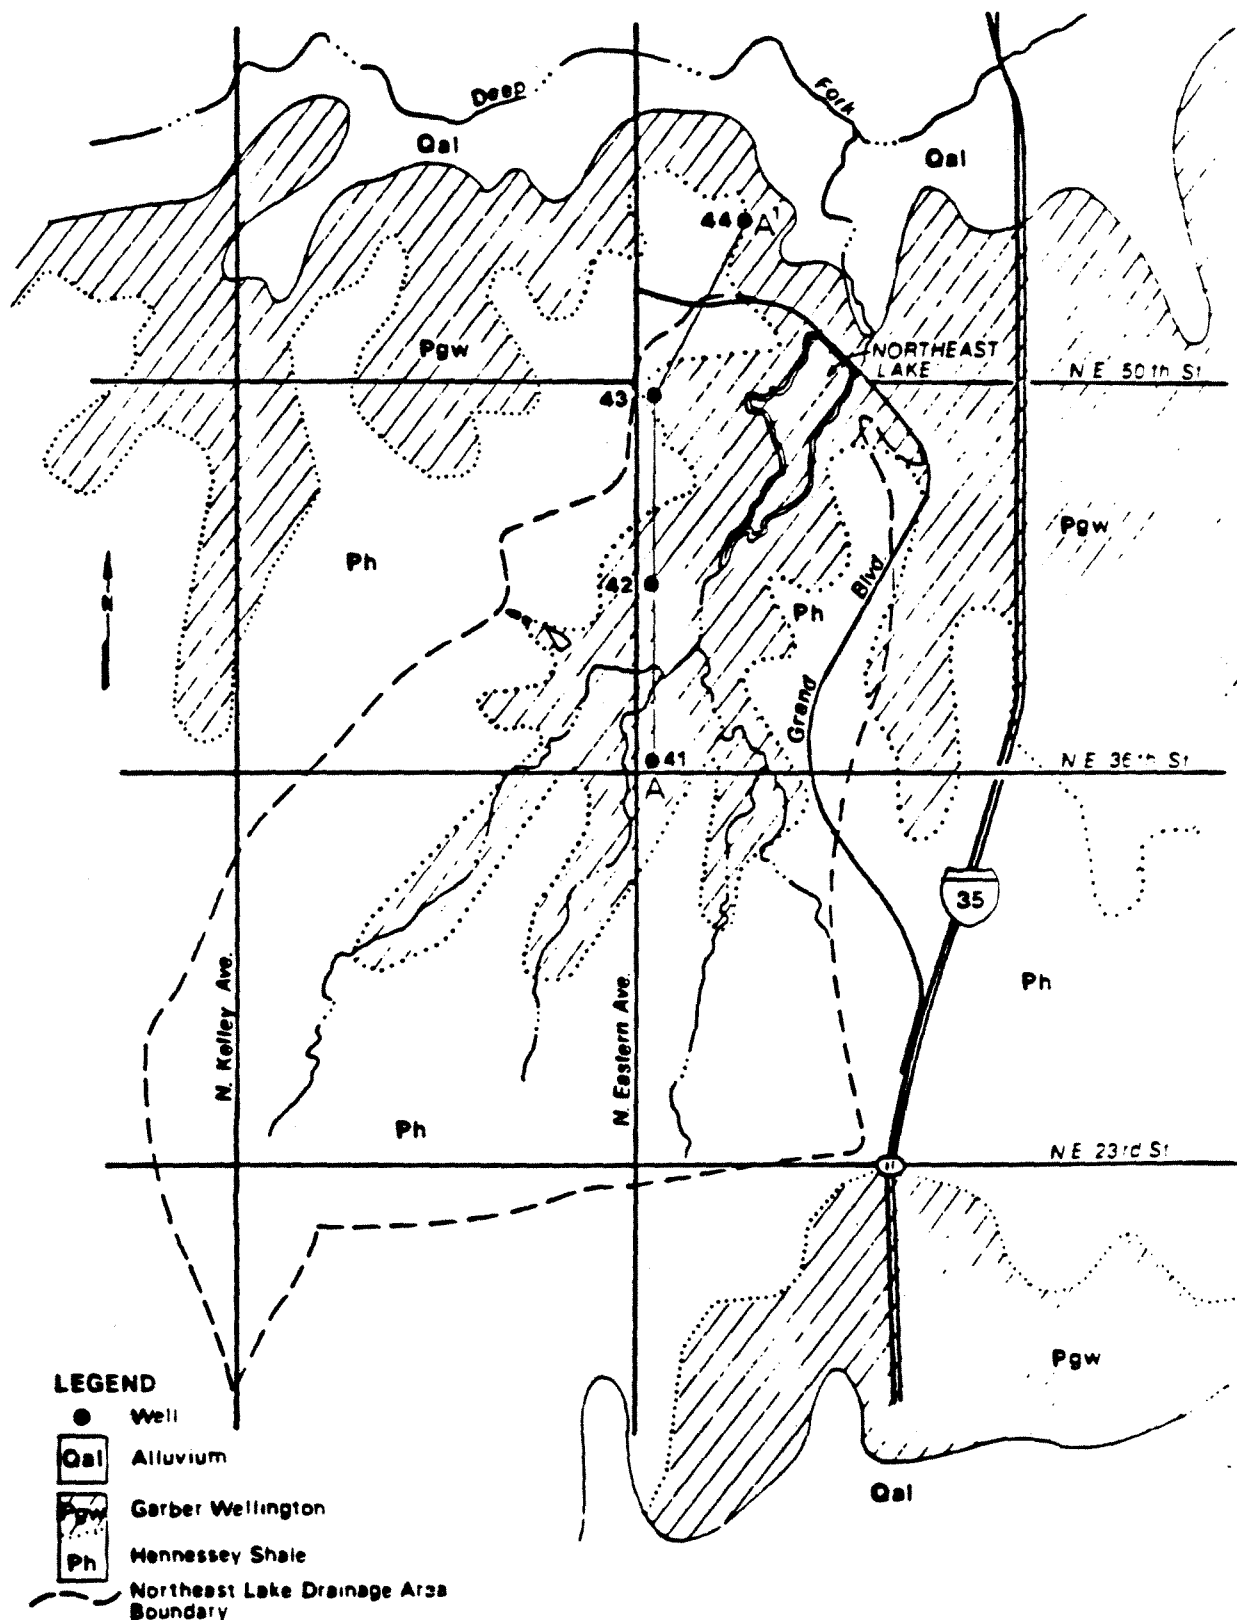 Deep
Fork
Qal
Qal
44 A'
Pgw
NORTHEAST
LAKE
N E 50th St
43
Pgw
Ph
N
42
Ph
Blvd
Grand
41
A
N E 36th St
35
N. Kelley Ave.
N. Eastern Ave.
Ph
Ph
N E 23rd St
Pgw
Qal
LEGEND
Well
Qal Alluvium
Pgw Garber Wellington
Ph Hennessey Shale
Northeast Lake Drainage Area
Boundary